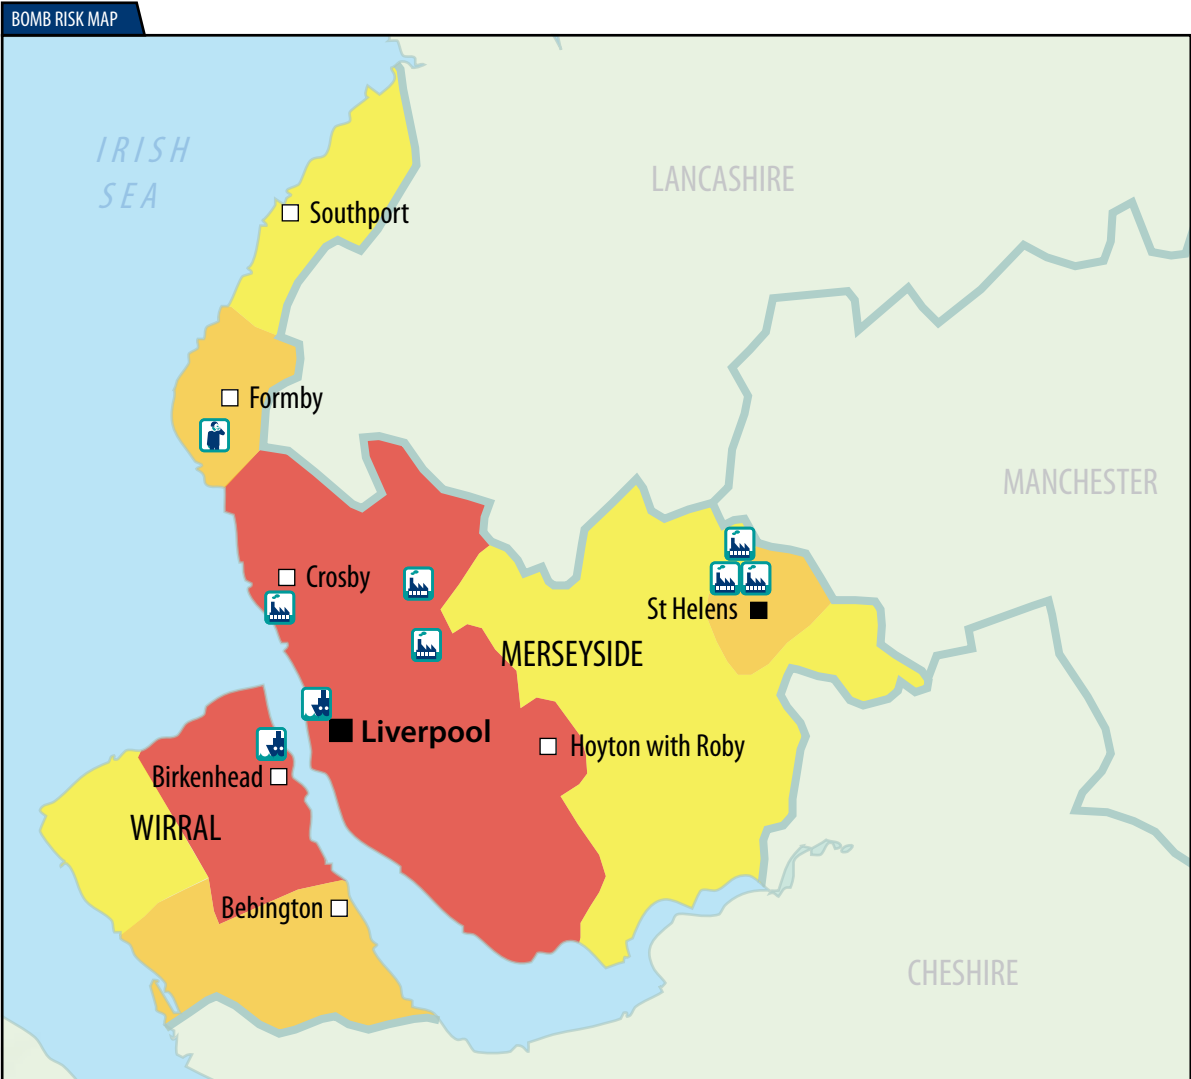 BOMB RISK MAP
IRISH
SEA
LANCASHIRE
Southport
Formby
MANCHESTER
Crosby
St Helens
MERSEYSIDE
Liverpool
Hoyton with Roby
Birkenhead
WIRRAL
Bebington
CHESHIRE